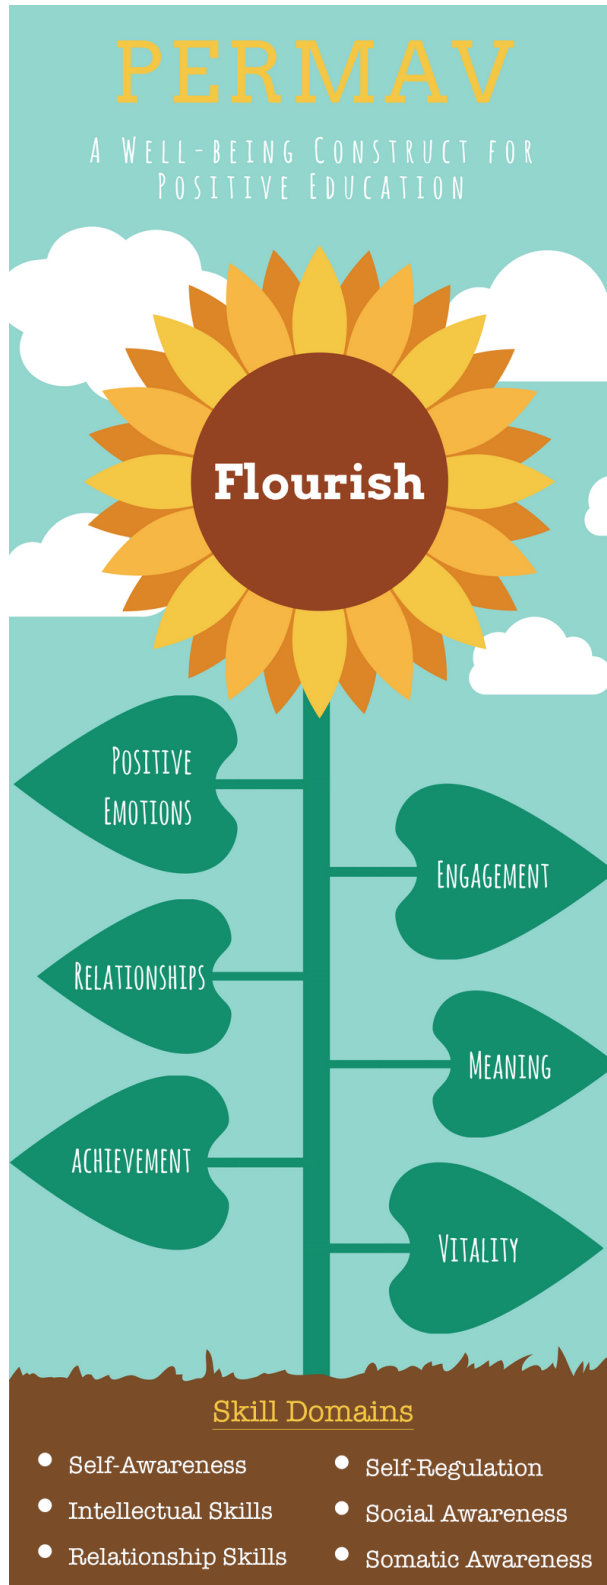 PERMAV
A Well-being Construct for
Positive Education
Flourish
Positive
Emotions
Engagement
Relationships
Meaning
Achievement
Vitality
Skill Domains
• Self-Awareness
• Intellectual Skills
• Relationship Skills
• Self-Regulation
• Social Awareness
• Somatic Awareness